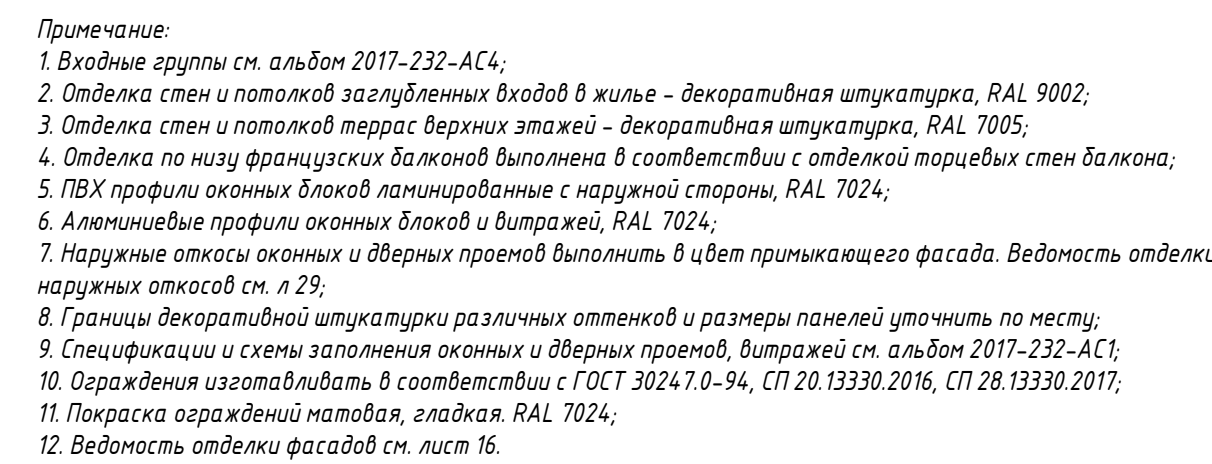 Примечание:
1. Входные группы см. альбом 2017-232-АС4;
2. Отделка стен и потолков заглубленных входов в жилье - декоративная штукатурка, RAL 9002;
3. Отделка стен и потолков террас верхних этажей - декоративная штукатурка, RAL 7005;
4. Отделка по низу французских балконов выполнена в соответствии с отделкой торцевых стен балкона;
5. ПВХ профили оконных блоков ламинированные с наружной стороны, RAL 7024;
6. Алюминиевые профили оконных блоков и витражей, RAL 7024;
7. Наружные откосы оконных и дверных проемов выполнить в цвет примыкающего фасада. Ведомость отделки
наружных откосов см. л 29;
8. Границы декоративной штукатурки различных оттенков и размеры панелей уточнить по месту;
9. Спецификации и схемы заполнения оконных и дверных проемов, витражей см. альбом 2017-232-АС1;
10. Ограждения изготавливать в соответствии с ГОСТ 30247.0-94, СП 20.13330.2016, СП 28.13330.2017;
11. Покраска ограждений матовая, гладкая. RAL 7024;
12. Ведомость отделки фасадов см. лист 16.